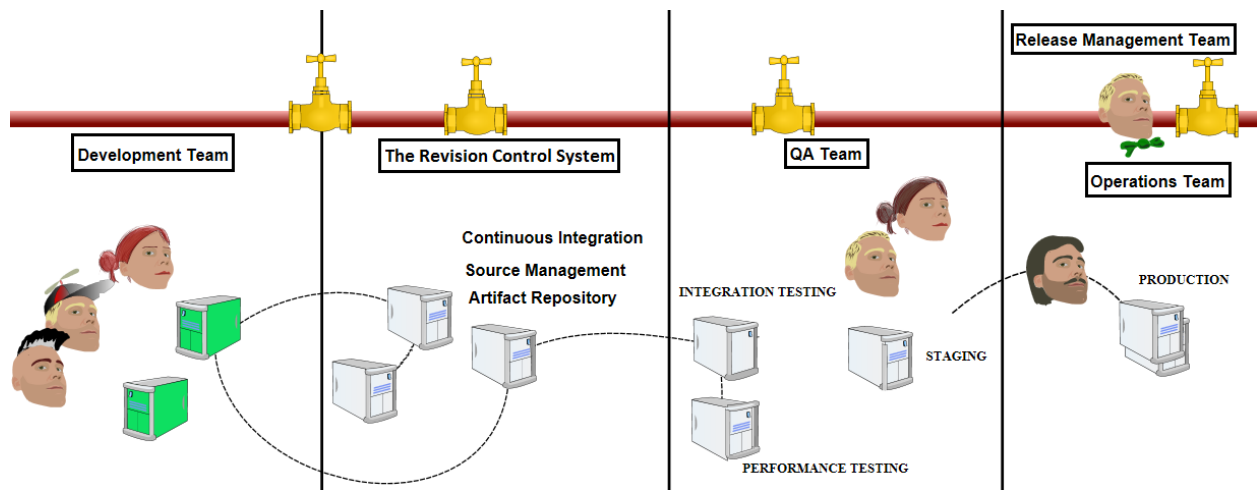 Release Management Team
Development Team
The Revision Control System
QA Team
Operations Team
Continuous Integration
Source Management
Artifact Repository
INTEGRATION TESTING
PRODUCTION
STAGING
PERFORMANCE TESTING